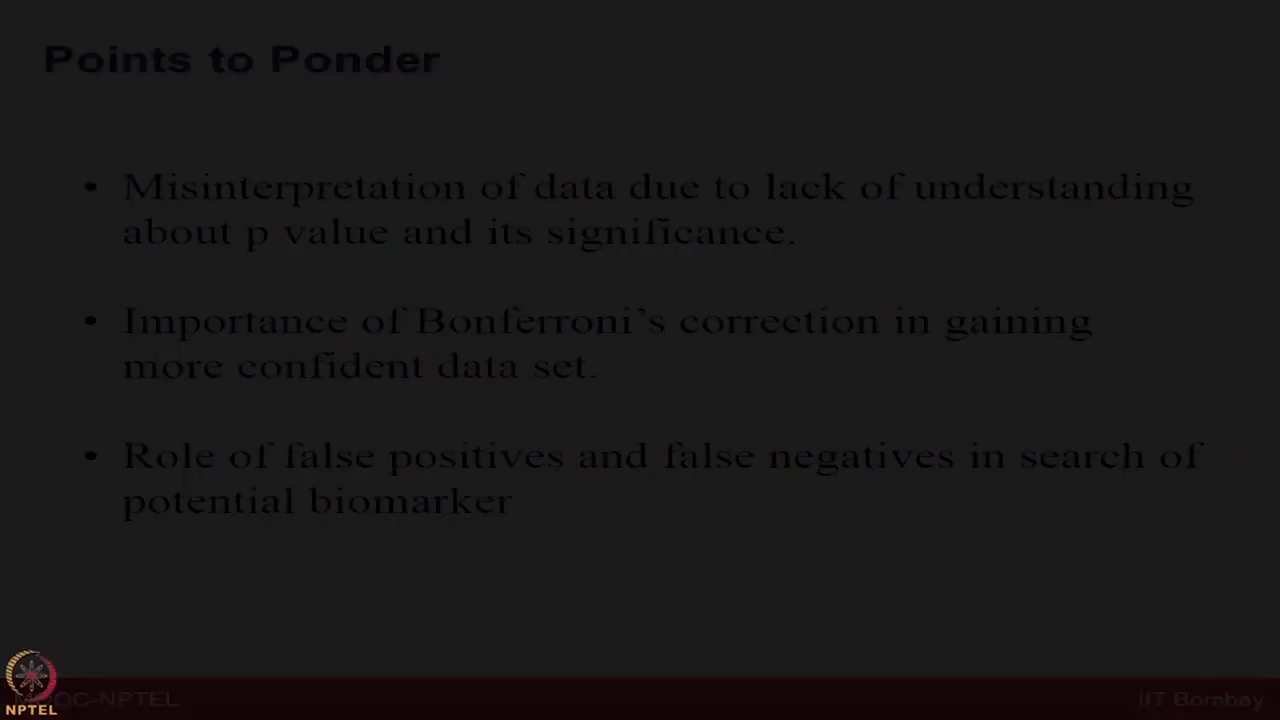 Points to Ponder
• Misinterpretation of data due to lack of understanding
about p value and its significance.
• Importance of Bonferroni's correction in gaining
more confident data set.
• Role of false positives and false negatives in search of
potential biomarker
MOOC-NPTEL
IIT Bombay
NPTEL